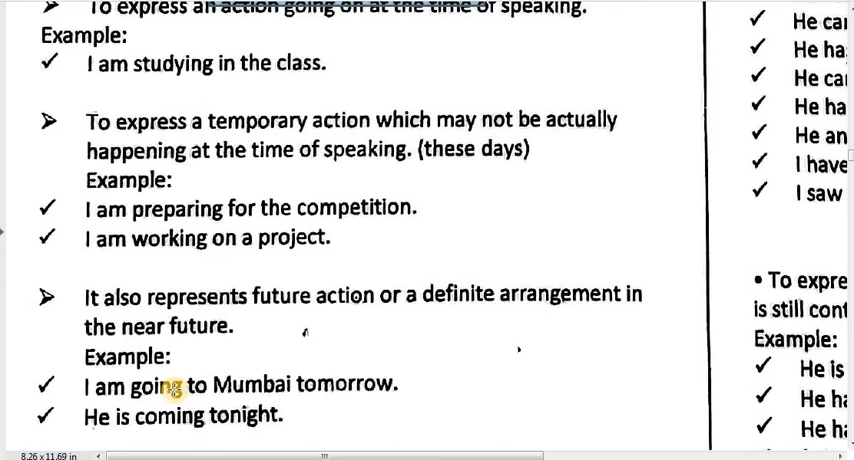 To express an action going on at the time of speaking.
Example:
✓ I am studying in the class.
➤ To express a temporary action which may not be actually
happening at the time of speaking. (these days)
Example:
✓ I am preparing for the competition.
✓ I am working on a project.
➤ It also represents future action or a definite arrangement in
the near future.
Example:
✓ I am going to Mumbai tomorrow.
✓ He is coming tonight.
✓ He
✓ He
✓ He
✓ He
✓ He
✓ I have
✓ I saw
• To
is still
Example:
✓ He is
✓ He
✓ He
8.26 x 11.69 in